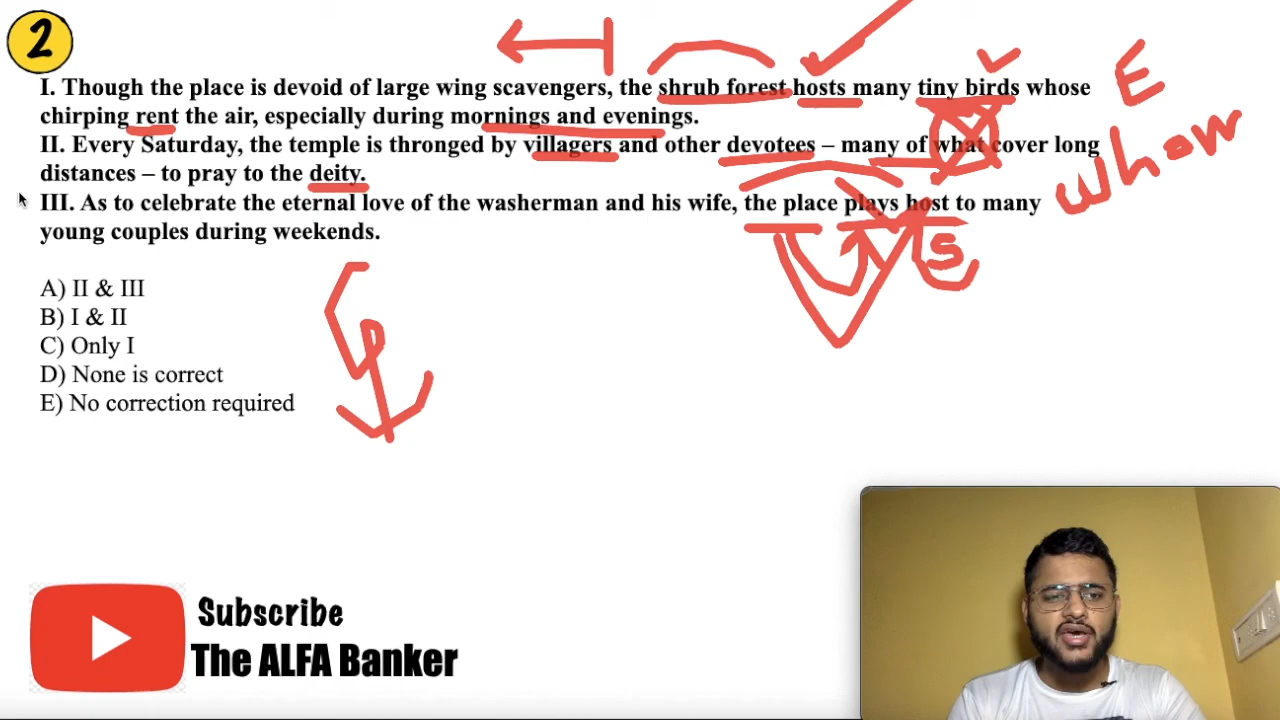 2
I. Though the place is devoid of large wing scavengers, the shrub forest hosts many tiny birds whose
chirping rent the air, especially during mornings and evenings.
E
II. Every Saturday, the temple is thronged by villagers and other devotees – many of what cover long
whom
distances – to pray to the deity.
III. As to celebrate the eternal love of the washerman and his wife, the place plays host to many
young couples during weekends.
S
A) II & III
B) I & II
C) Only I
D) None is correct
E) No correction required
Subscribe
The ALFA Banker